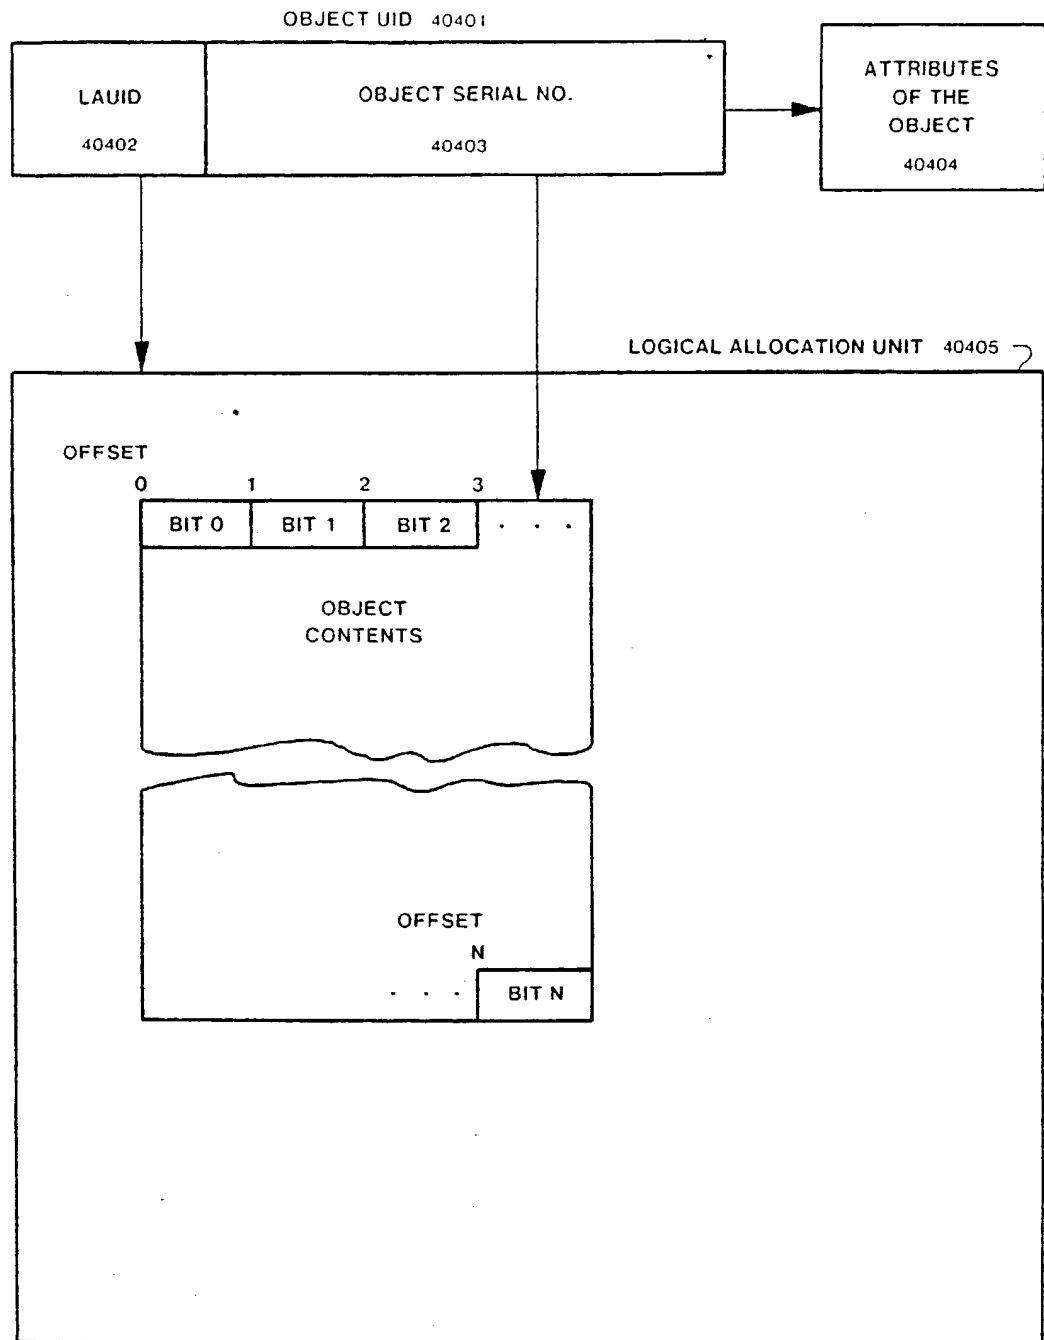 OBJECT UID 40401
LAUID
40402
OBJECT SERIAL NO.
40403
ATTRIBUTES
OF THE
OBJECT
40404
LOGICAL ALLOCATION UNIT 40405
OFFSET
0 1 2 3
BIT 0 BIT 1 BIT 2 . . .
OBJECT
CONTENTS
OFFSET
N
. . . BIT N